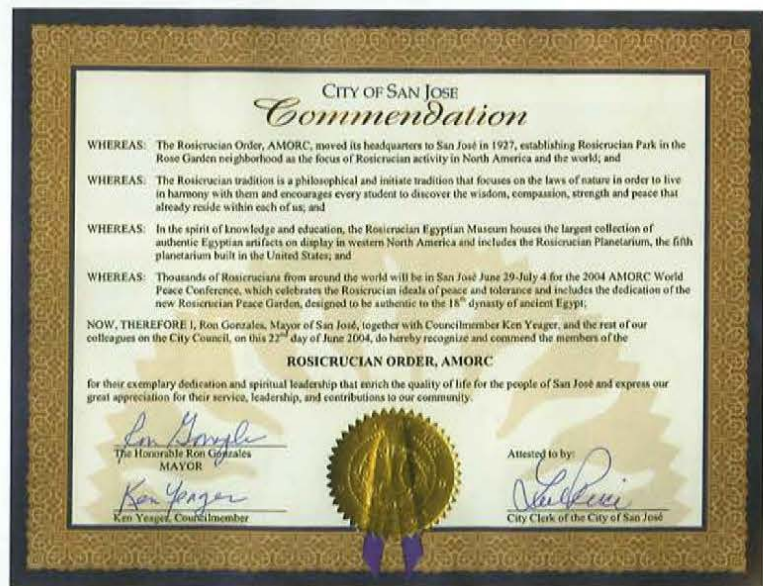 CITY OF SAN JOSE
Commendation
WHEREAS: The Rosicrucian Order, AMORC, moved its headquarters to San José in 1927, establishing Rosicrucian Park in the
Rose Garden neighborhood as the focus of Rosicrucian activity in North America and the world; and
WHEREAS: The Rosicrucian tradition is a philosophical and initiate tradition that focuses on the laws of nature in order to live
in harmony with them and encourages every student to discover the wisdom, compassion, strength and peace that
already reside within each of us; and
WHEREAS: In the spirit of knowledge and education, the Rosicrucian Egyptian Museum houses the largest collection of
authentic Egyptian artifacts on display in western North America and includes the Rosicrucian Planetarium, the fifth
planetarium built in the United States; and
WHEREAS: Thousands of Rosicrucians from around the world will be in San José June 29-July 4 for the 2004 AMORC World
Peace Conference, which celebrates the Rosicrucian ideals of peace and tolerance and includes the dedication of the
new Rosicrucian Peace Garden, designed to be authentic to the 18th dynasty of ancient Egypt;
NOW, THEREFORE I, Ron Gonzales, Mayor of San José, together with Councilmember Ken Yeager, and the rest of our
colleagues on the City Council, on this 22nd day of June 2004, do hereby recognize and commend the members of the
ROSICRUCIAN ORDER, AMORC
for their exemplary dedication and spiritual leadership that enrich the quality of life for the people of San José and express our
great appreciation for their service, leadership, and contributions to our community.
Ron Gonzales
The Honorable Ron Gonzales
MAYOR
Ken Yeager
Ken Yeager, Councilmember
Attested to by:
City Clerk of the City of San José